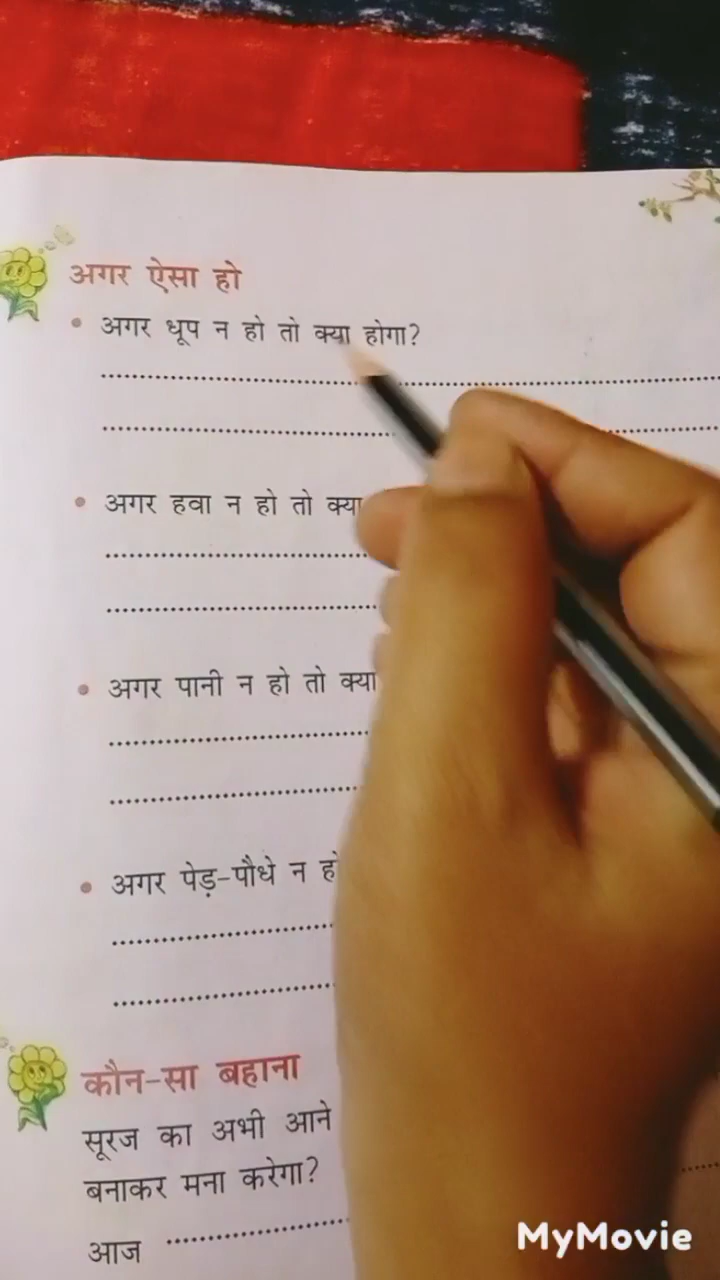 अगर ऐसा हो
अगर धूप न हो तो क्या होगा?
अगर हवा न हो तो क्या
अगर पानी न हो तो क्या
अगर पेड़-पौधे न
कौन-सा बहाना
सूरज का अभी आने
बनाकर मना करेगा?
आज
MyMovie